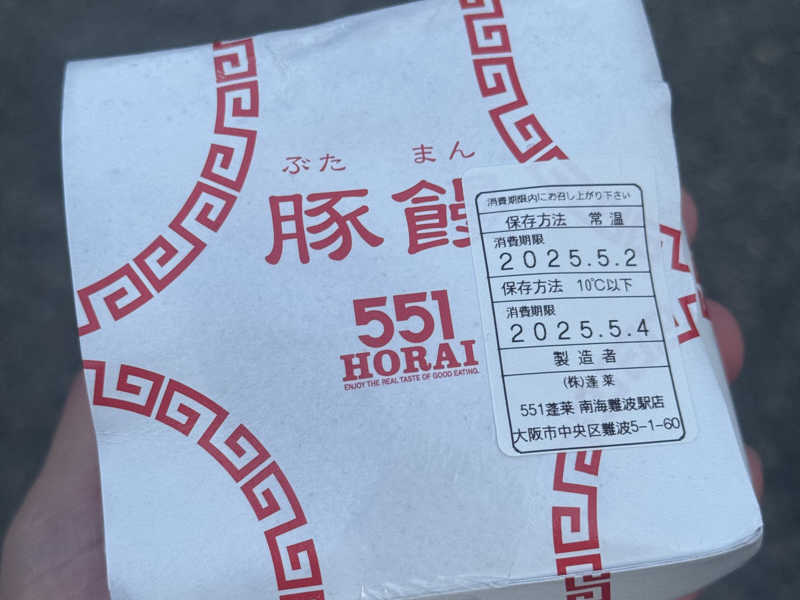 ぶた まん
豚饅
551
HORAI
ENJOY THE REAL TASTE OF GOOD EATING.
消費期限内にお召し上がり下さい
保存方法 常温
消費期限
2025.5.2
保存方法 10℃以下
消費期限
2025.5.4
製造者
(株)蓬莱
551蓬莱 南海難波駅店
大阪市中央区難波5-1-60